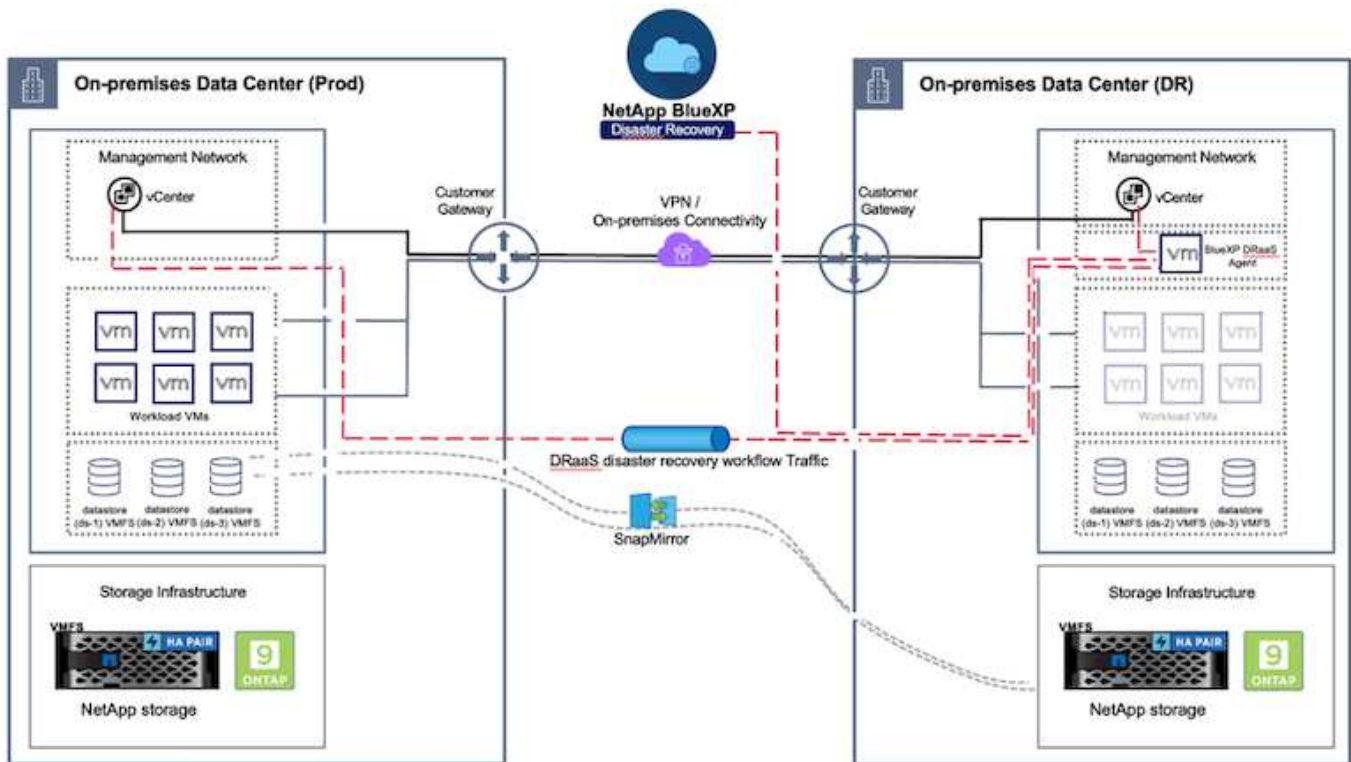 NetApp BlueXP
Disaster Recovery
On-premises Data Center (Prod)
Management Network
vCenter
Customer
Gateway
vm vm vm
vm vm vm
Workload VMs
datastore datastore datastore
(ds-1) VMFS (ds-2) VMFS (ds-3) VMFS
Storage Infrastructure
VMFS
HA PAIR
9
ONTAP
NetApp storage
VPN /
On-premises Connectivity
DRaaS disaster recovery workflow Traffic
SnapMirror
On-premises Data Center (DR)
Customer
Gateway
Management Network
vCenter
vm
BlueXP DRaaS
Agent
vm vm vm
vm vm vm
Workload VMs
datastore datastore datastore
(ds-1) VMFS (ds-2) VMFS (ds-3) VMFS
Storage Infrastructure
VMFS
HA PAIR
9
ONTAP
NetApp storage